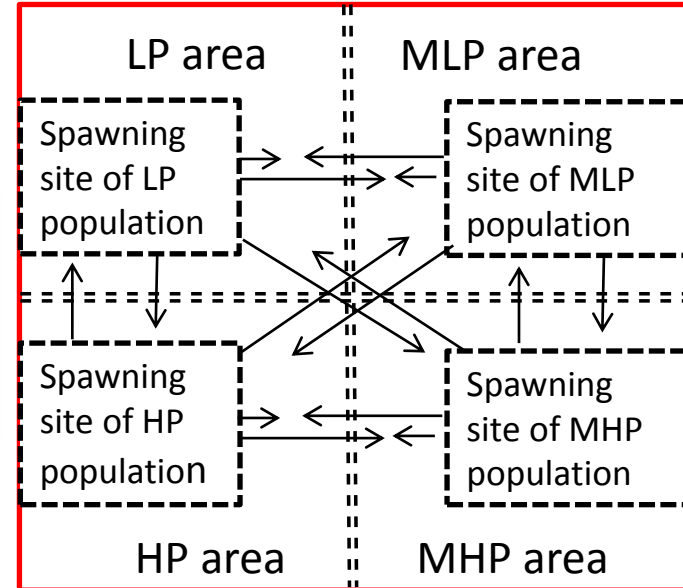 LP area
MLP area
Spawning
site of LP
population
Spawning
site of MLP
population
Spawning
site of HP
population
Spawning
site of MHP
population
HP area
MHP area